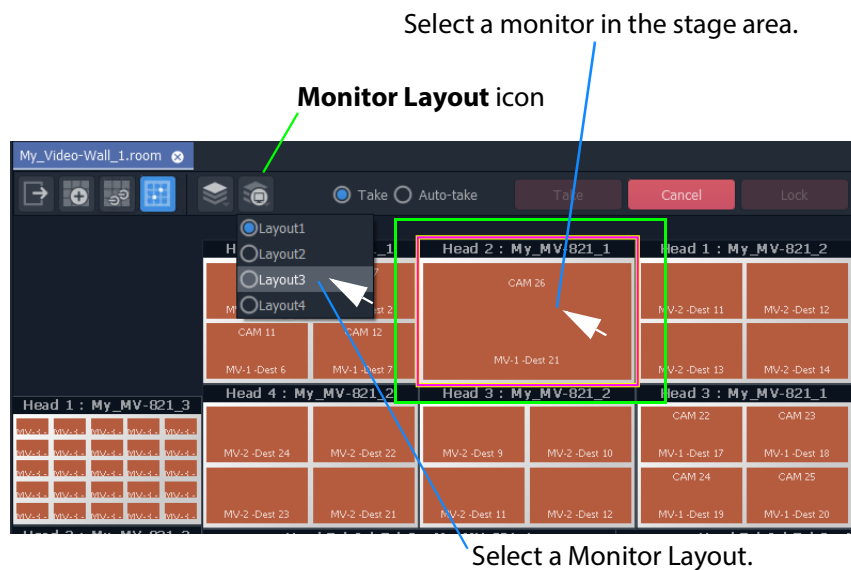 Select a monitor in the stage area.
Monitor Layout icon
My_Video-Wall_1.room
Take Auto-take Take Cancel Lock
Layout1
Layout2
Layout3
Layout4
Head 2 : My_MV-821_1 Head 1 : My_MV-821_2
CAM 26
MV-2 -Dest 11 MV-2 -Dest 12
CAM 11 CAM 12
MV-1 -Dest 6 MV-1 -Dest 7 MV-1 -Dest 21 MV-2 -Dest 13 MV-2 -Dest 14
Head 1 : My_MV-821_3 Head 4 : My_MV-821_2 Head 3 : My_MV-821_2 Head 3 : My_MV-821_1
CAM 22 CAM 23
MV-2 -Dest 24 MV-2 -Dest 22 MV-2 -Dest 9 MV-2 -Dest 10 MV-1 -Dest 17 MV-1 -Dest 18
CAM 24 CAM 25
MV-2 -Dest 23 MV-2 -Dest 21 MV-2 -Dest 11 MV-2 -Dest 12 MV-1 -Dest 19 MV-1 -Dest 20
Select a Monitor Layout.